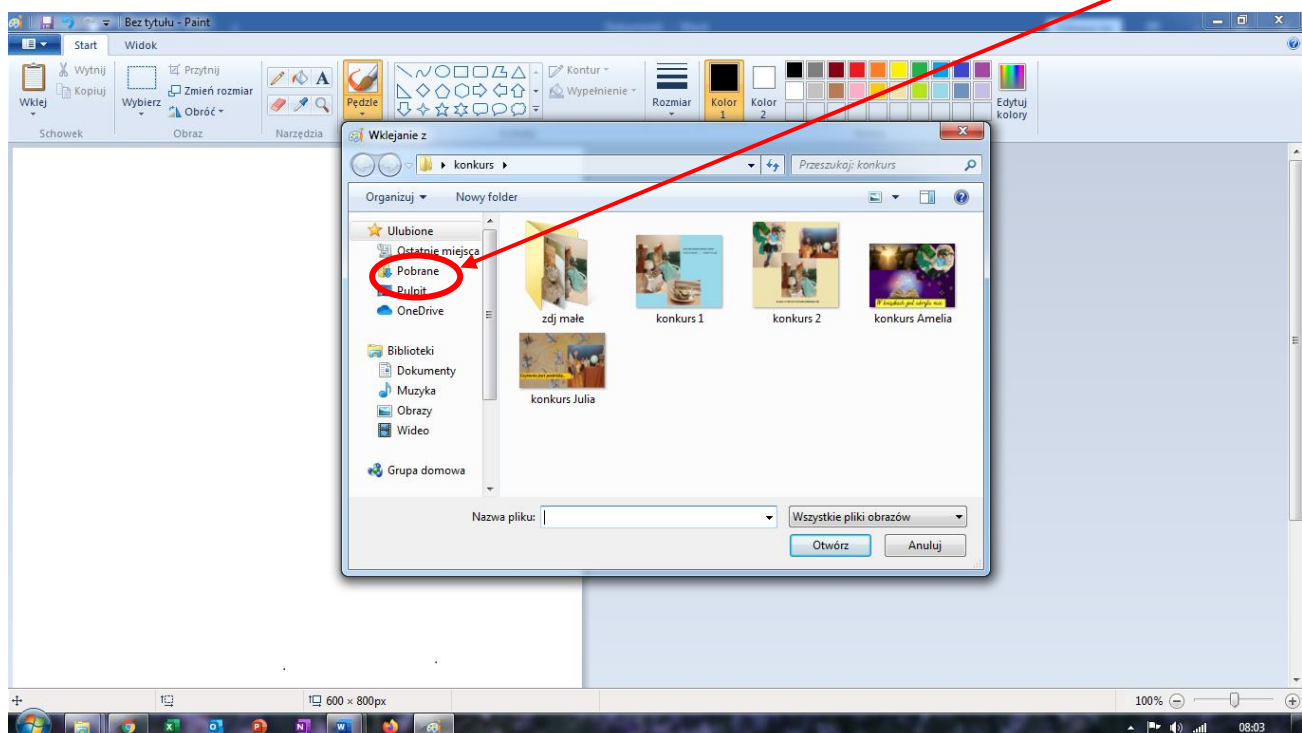 Bez tytułu - Paint
Start Widok
Wklej
Wytnij
Kopiuj
Schowek
Wybierz
Przytnij
Zmień rozmiar
Obróć
Obraz
A
Narzędzia
Pędzle
Kontur
Wypełnienie
Rozmiar
Kolor 1
Kolor 2
Edytuj kolory
Wklejanie z
konkurs
Przeszukaj: konkurs
Organizuj Nowy folder
Ulubione
Ostatnie miejsca
Pobrane
Pulpit
OneDrive
Biblioteki
Dokumenty
Muzyka
Obrazy
Wideo
Grupa domowa
zdj małe
konkurs 1
konkurs 2
konkurs Amelia
konkurs Julia
Nazwa pliku:
Wszystkie pliki obrazów
Otwórz Anuluj
600 × 800px
100%
08:03